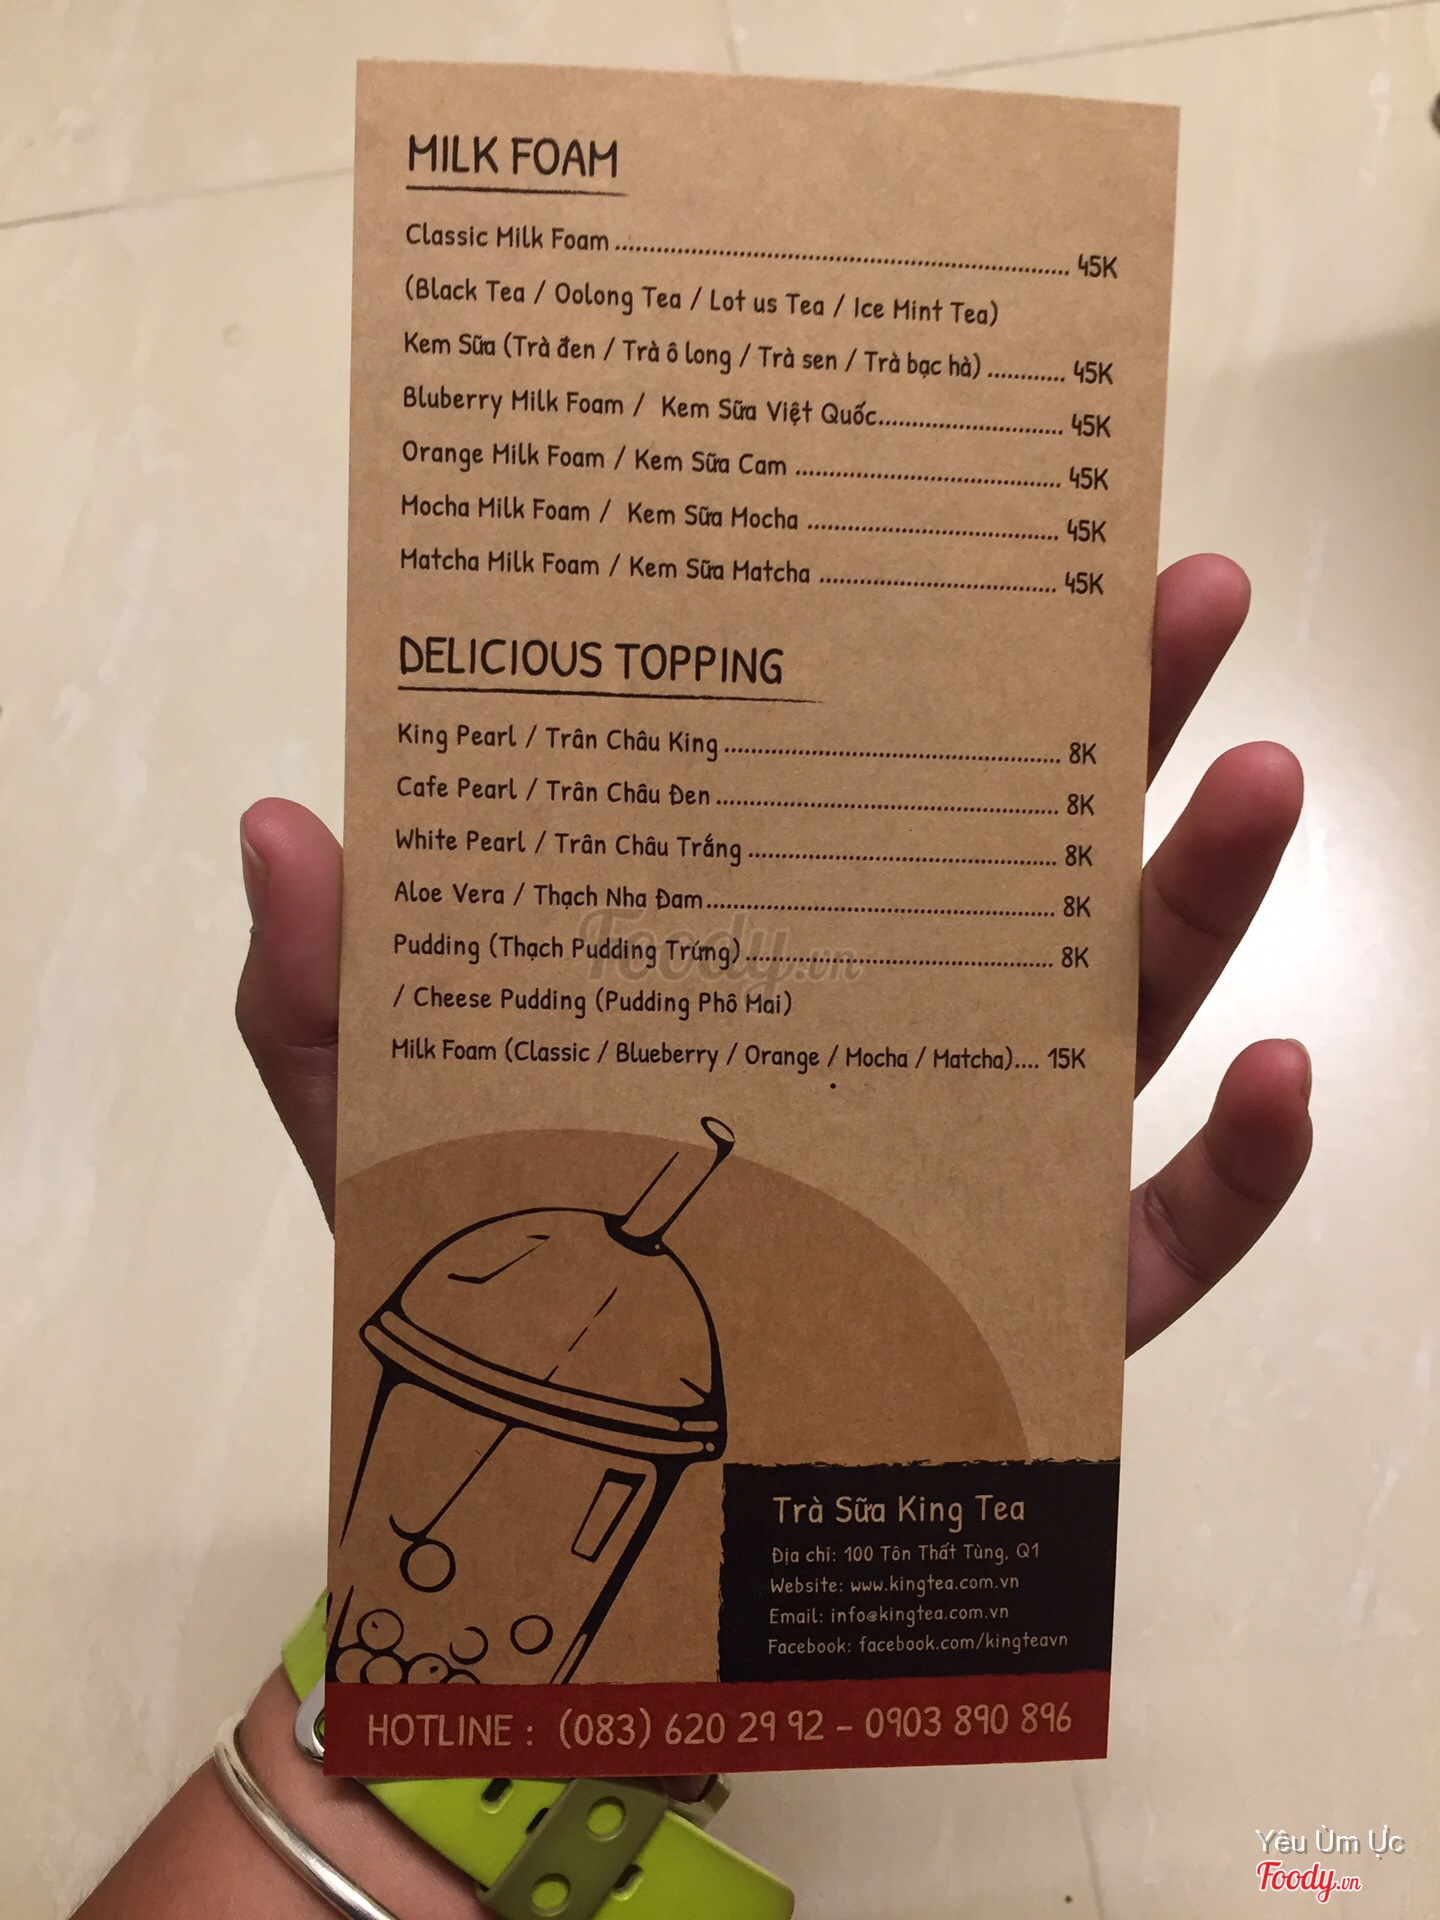 MILK FOAM
Classic Milk Foam ........ 45K
(Black Tea / Oolong Tea / Lot us Tea / Ice Mint Tea)
Kem Sữa (Trà đen / Trà ô long / Trà sen / Trà bạc hà) ........ 45K
Bluberry Milk Foam / Kem Sữa Việt Quốc ........ 45K
Orange Milk Foam / Kem Sữa Cam ........ 45K
Mocha Milk Foam / Kem Sữa Mocha ........ 45K
Matcha Milk Foam / Kem Sữa Matcha ........ 45K
DELICIOUS TOPPING
King Pearl / Trân Châu King ........ 8K
Cafe Pearl / Trân Châu Đen ........ 8K
White Pearl / Trân Châu Trắng ........ 8K
Aloe Vera / Thạch Nha Đam ........ 8K
Pudding (Thạch Pudding Trứng) ........ 8K
Foody.vn
/ Cheese Pudding (Pudding Phô Mai)
Milk Foam (Classic / Blueberry / Orange / Mocha / Matcha).... 15K
Trà Sữa King Tea
Địa chỉ: 100 Tôn Thất Tùng, Q1
Website: www.kingtea.com.vn
Email: info@kingtea.com.vn
Facebook: facebook.com/kingteavn
HOTLINE : (083) 620 29 92 - 0903 890 896
Yêu Ùm Ực
Foody.vn